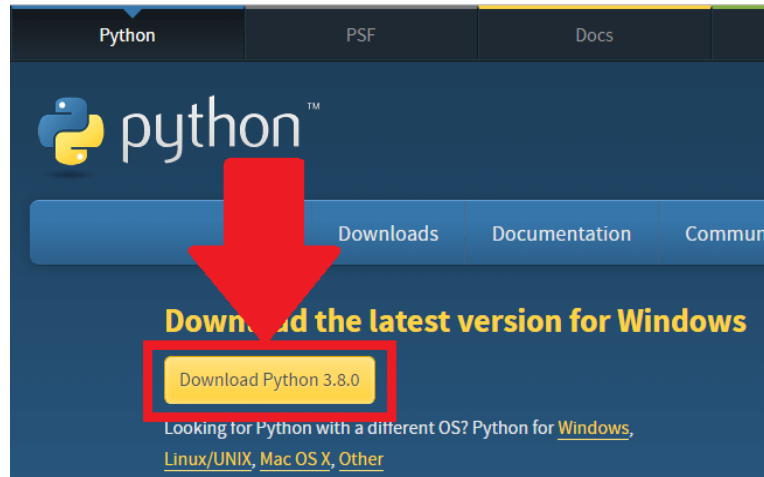 Python PSF Docs
python™
Downloads Documentation Commun
Download the latest version for Windows
Download Python 3.8.0
Looking for Python with a different OS? Python for Windows,
Linux/UNIX, Mac OS X, Other